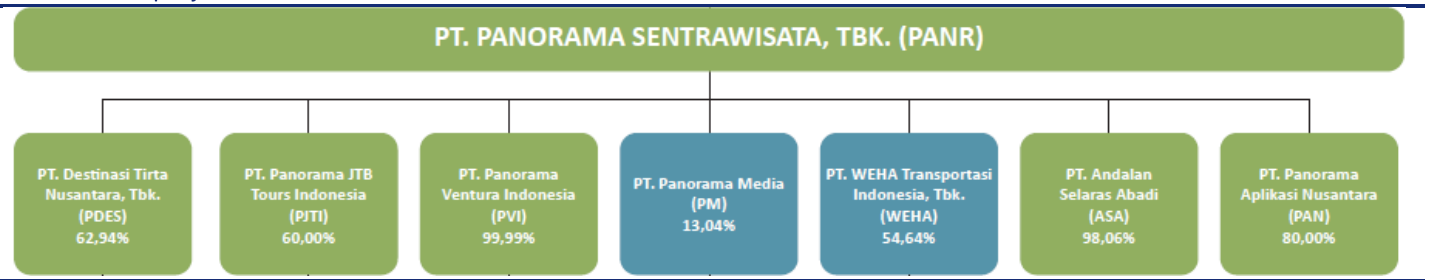 PT. PANORAMA SENTRAWISATA, TBK. (PANR)
PT. Destinasi Tirta
Nusantara, Tbk.
(PDES)
62,94%
PT. Panorama JTB
Tours Indonesia
(PJTI)
60,00%
PT. Panorama
Ventura Indonesia
(PVI)
99,99%
PT. Panorama Media
(PM)
13,04%
PT. WEHA Transportasi
Indonesia, Tbk.
(WEHA)
54,64%
PT. Andalan
Selaras Abadi
(ASA)
98,06%
PT. Panorama
Aplikasi Nusantara
(PAN)
80,00%